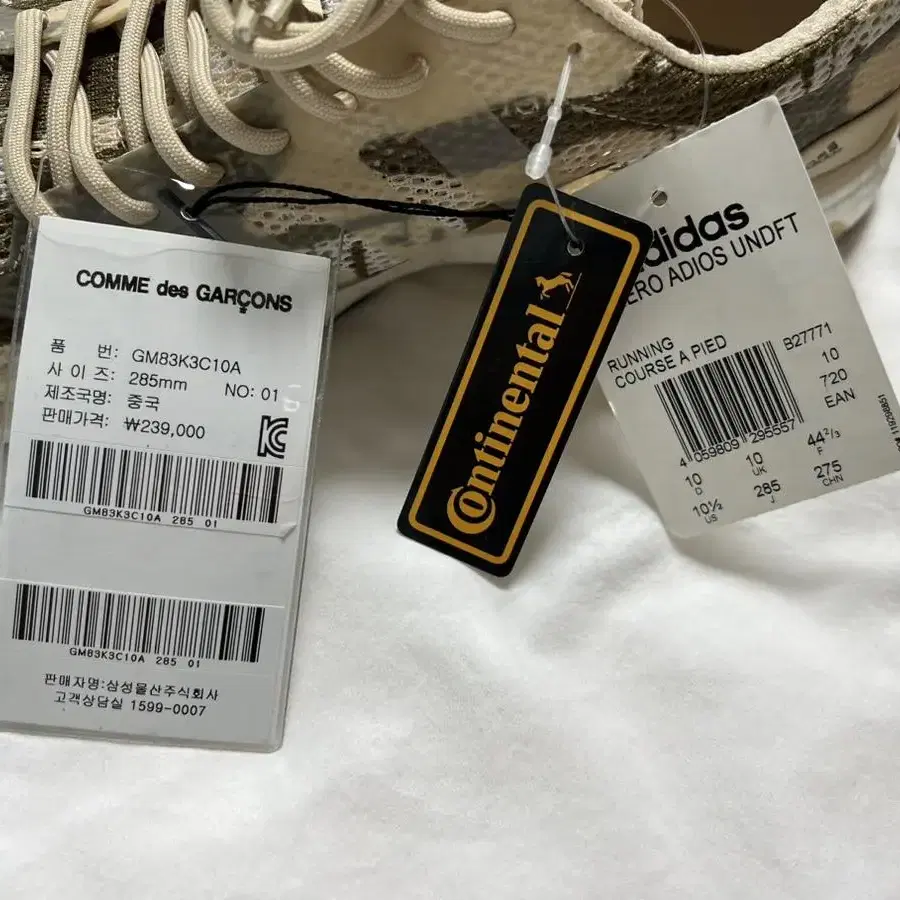 COMME des GARÇONS
품 번: GM83K3C10A
사 이 즈: 285mm NO: 01
제조국명: 중국
판매가격: ₩239,000
GM83K3C10A 285 01
GM83K3C10A 285 01
판매자명:삼성물산주식회사
고객상담실 1599-0007
Continental
adidas
ERO ADIOS UNDFT
RUNNING
COURSE A PIED
B27771
10
720
EAN
4 059809 295557
10 D
10 UK
44 2/3 F
10½ US
285 J
275 CHN